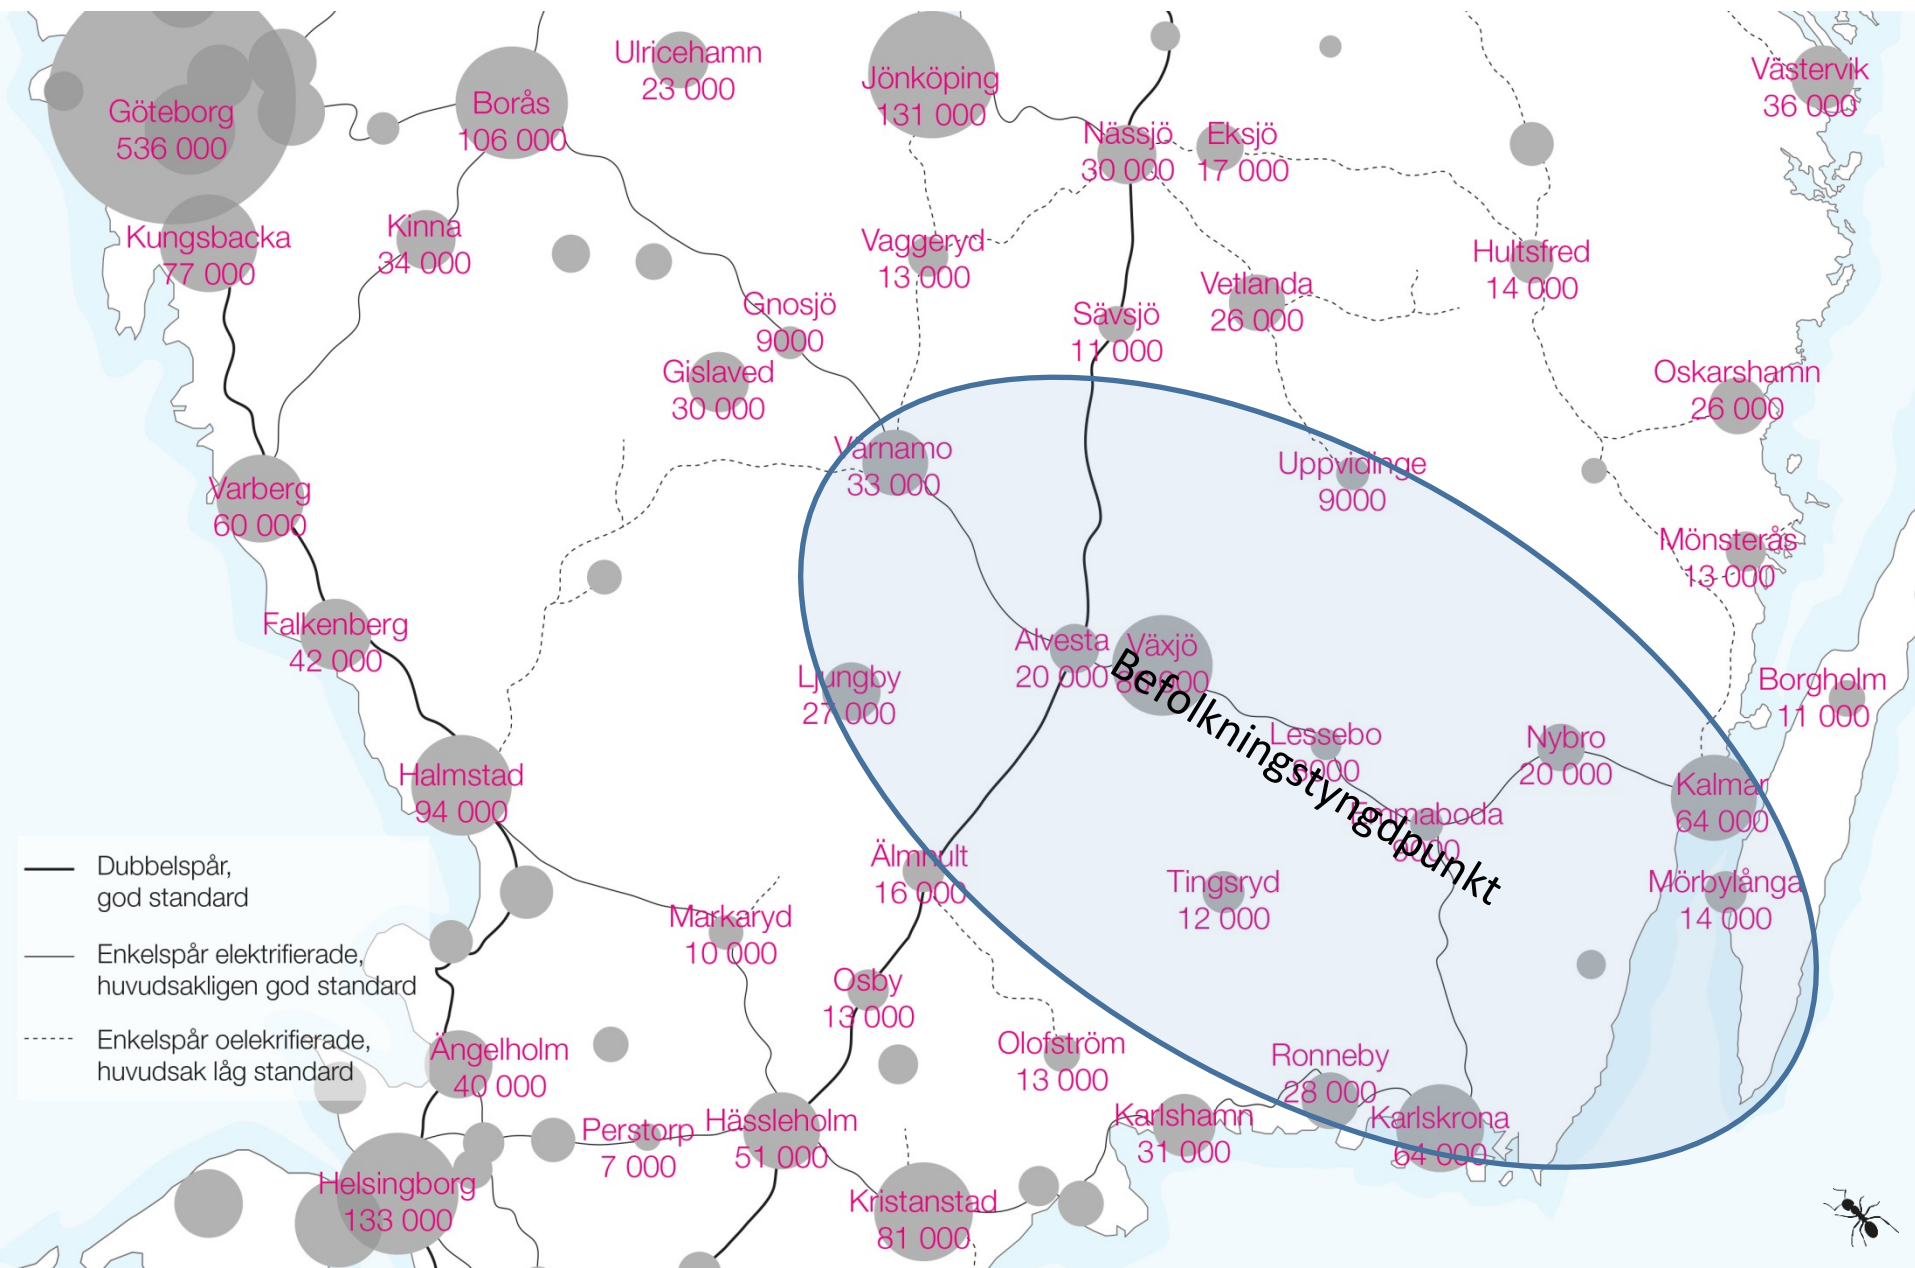 Ulricehamn
23 000
Jönköping
131 000
Västervik
36 000
Göteborg
536 000
Borås
106 000
Nässjö
30 000
Eksjö
17 000
Kungsbacka
77 000
Kinna
34 000
Vaggeryd
13 000
Hultsfred
14 000
Vetlanda
26 000
Gnosjö
9000
Sävsjö
11 000
Gislaved
30 000
Oskarshamn
26 000
Värnamo
33 000
Uppvidinge
9000
Varberg
60 000
Mönsterås
13 000
Falkenberg
42 000
Alvesta
20 000
Växjö
Ljungby
27 000
Borgholm
11 000
Befolkningstyngdpunkt
Lessebo
Nybro
20 000
Halmstad
94 000
Kalmar
64 000
Emmaboda
9000
Älmhult
16 000
Tingsryd
12 000
Mörbylånga
14 000
Markaryd
10 000
Dubbelspår,
god standard
Enkelspår elektrifierade,
huvudsakligen god standard
Enkelspår oelekrifierade,
huvudsak låg standard
Osby
13 000
Ängelholm
40 000
Olofström
13 000
Ronneby
28 000
Karlshamn
31 000
Karlskrona
64 000
Perstorp
7 000
Hässleholm
51 000
Helsingborg
133 000
Kristanstad
81 000